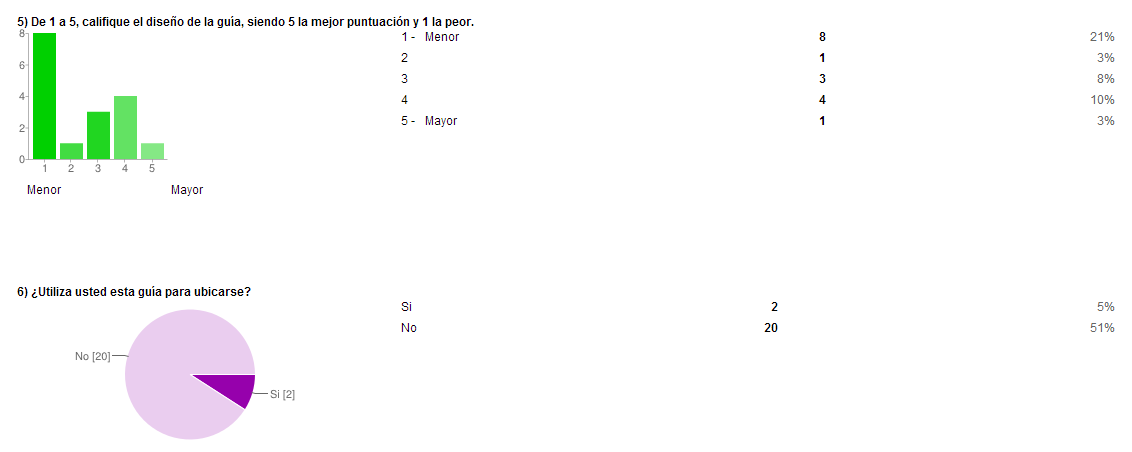 5) De 1 a 5, califique el diseño de la guía, siendo 5 la mejor puntuación y 1 la peor.
8
6
4
2
0
1 2 3 4 5
Menor Mayor
1 - Menor 8 21%
2 1 3%
3 3 8%
4 4 10%
5 - Mayor 1 3%
6) ¿Utiliza usted esta guía para ubicarse?
No [20]
Si [2]
Si 2 5%
No 20 51%